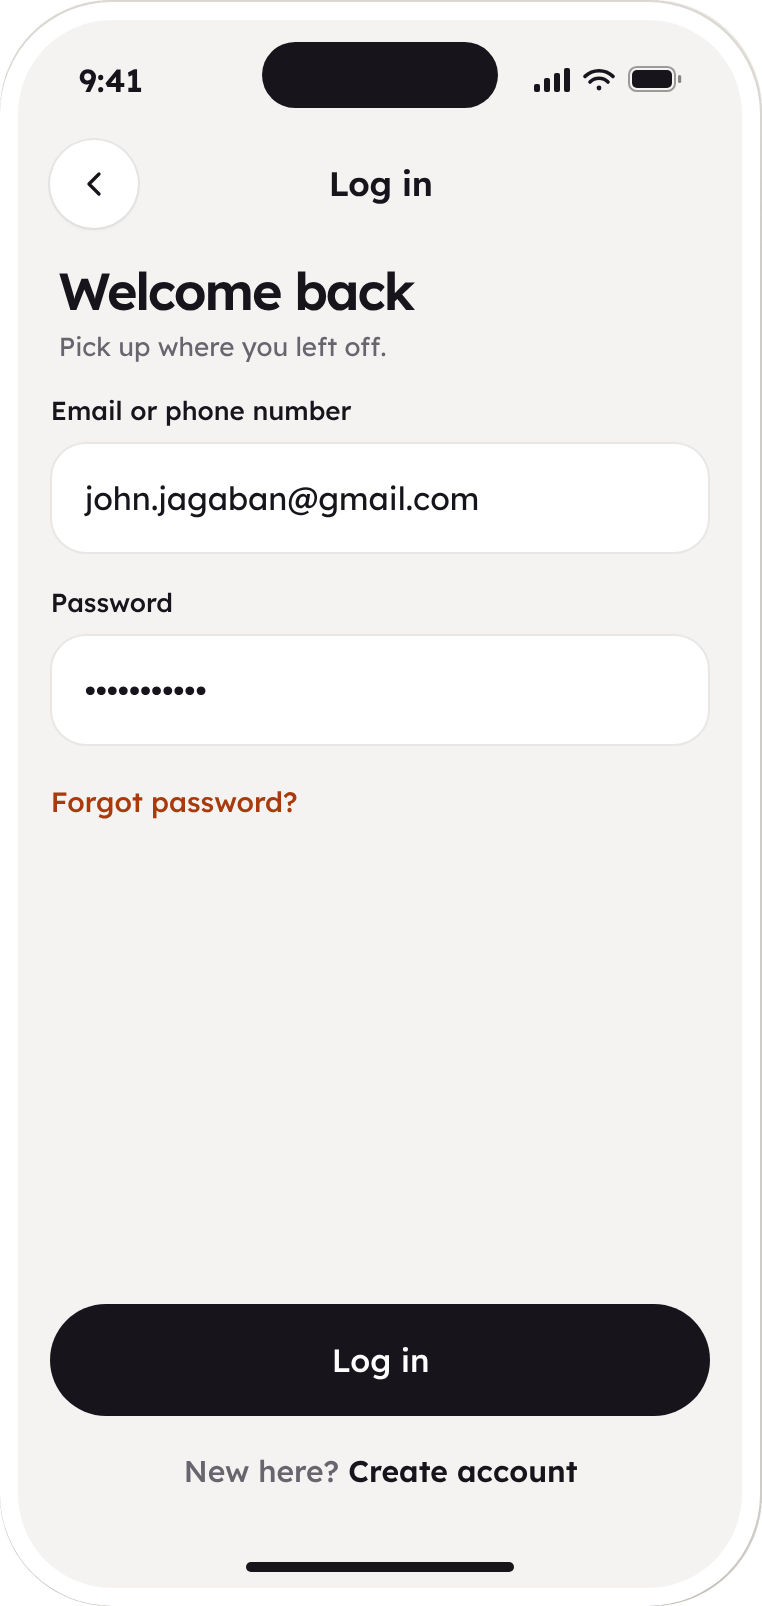 9:41
Log in
Welcome back
Pick up where you left off.
Email or phone number
john.jagaban@gmail.com
Password
•••••••••••
Forgot password?
Log in
New here? Create account